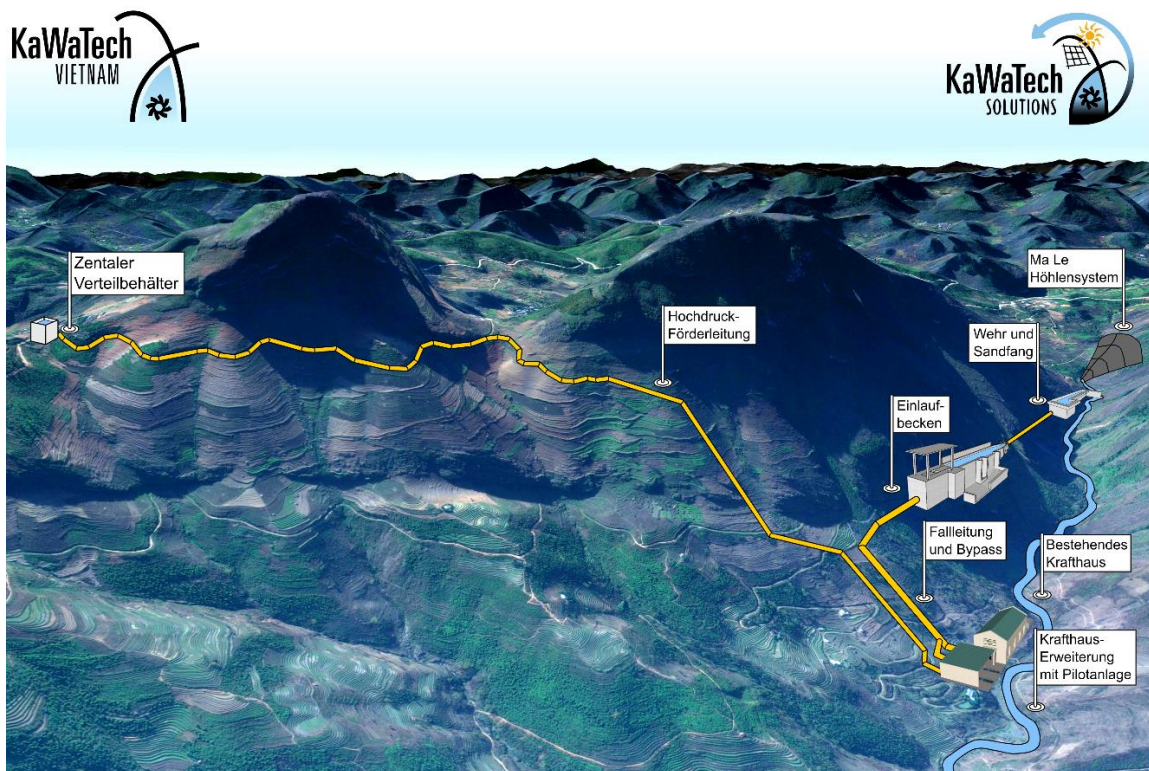 KaWaTech
VIETNAM
KaWaTech
SOLUTIONS
Zentaler
Verteilbehälter
Hochdruck-
Förderleitung
Ma Le
Höhlensystem
Wehr und
Sandfang
Einlauf-
becken
Fallleitung
und Bypass
Bestehendes
Krafthaus
Krafthaus-
Erweiterung
mit Pilotanlage